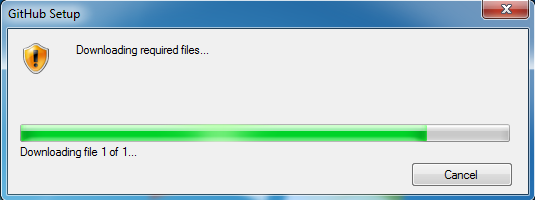 GitHub Setup
Downloading required files...
Downloading file 1 of 1...
Cancel